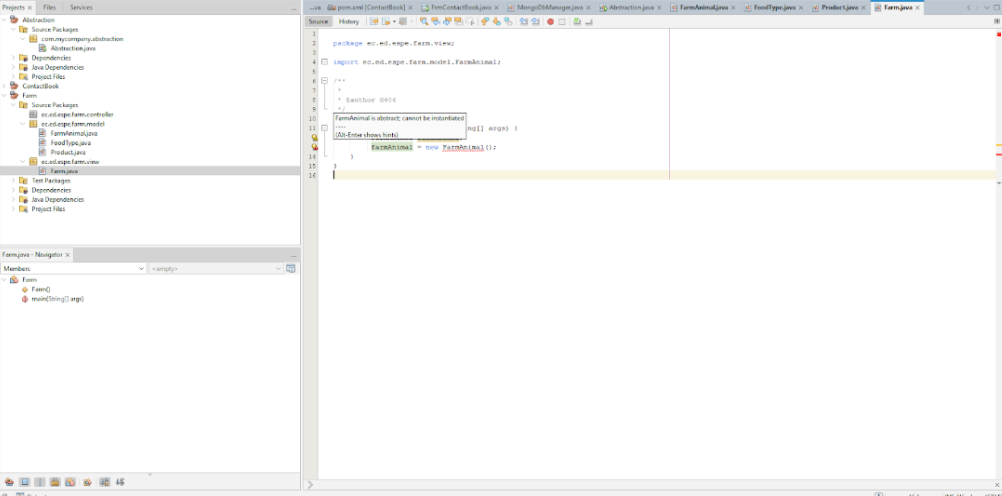 Projects × Files Services
Abstraction
Source Packages
com.mycompany.abstraction
Abstraction.java
Dependencies
Java Dependencies
Project Files
ContactBook
Farm
Source Packages
ec.ed.espe.farm.controller
ec.ed.espe.farm.model
FarmAnimal.java
FoodType.java
Product.java
ec.ed.espe.farm.view
Farm.java
Test Packages
Dependencies
Java Dependencies
Project Files
Farm.java - Navigator ×
Members <empty>
Farm
Farm()
main(String[] args)
...va pom.xml [ContactBook] × FrmContactBook.java × MongoDbManager.java × Abstraction.java × FarmAnimal.java × FoodType.java × Product.java × Farm.java ×
Source History
1
2 package ec.ed.espe.farm.view;
3
4 import ec.ed.espe.farm.model.FarmAnimal;
5
6 /**
7 *
8 * @author
9 */
10 FarmAnimal is abstract; cannot be instantiated
----
11 ng[] args) {
(Alt-Enter shows hints)
farmAnimal = new FarmAnimal();
14 }
15 }
16